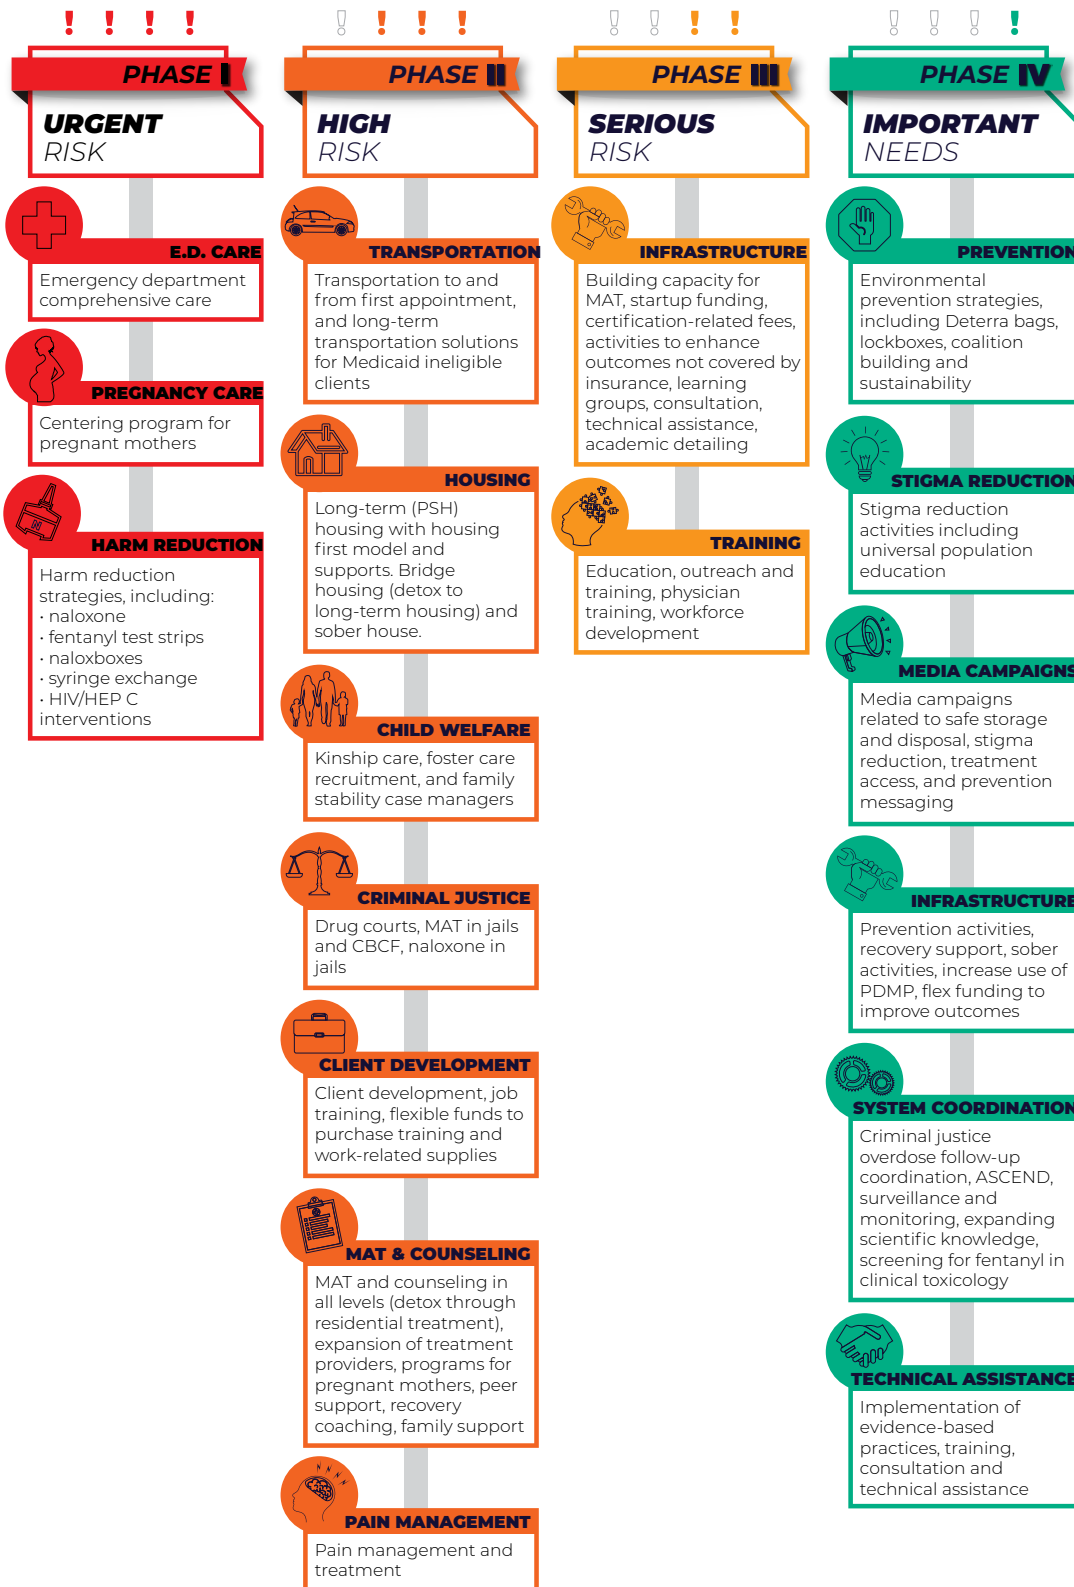 PHASE I
URGENT
RISK
E.D. CARE
Emergency department
comprehensive care
PREGNANCY CARE
Centering program for
pregnant mothers
N
HARM REDUCTION
Harm reduction
strategies, including:
• naloxone
• fentanyl test strips
• naloxboxes
• syringe exchange
• HIV/HEP C
interventions
PHASE II
HIGH
RISK
TRANSPORTATION
Transportation to and
from first appointment,
and long-term
transportation solutions
for Medicaid ineligible
clients
HOUSING
Long-term (PSH)
housing with housing
first model and
supports. Bridge
housing (detox to
long-term housing) and
sober house.
CHILD WELFARE
Kinship care, foster care
recruitment, and family
stability case managers
CRIMINAL JUSTICE
Drug courts, MAT in jails
and CBCF, naloxone in
jails
CLIENT DEVELOPMENT
Client development, job
training, flexible funds to
purchase training and
work-related supplies
MAT & COUNSELING
MAT and counseling in
all levels (detox through
residential treatment),
expansion of treatment
providers, programs for
pregnant mothers, peer
support, recovery
coaching, family support
PAIN MANAGEMENT
Pain management and
treatment
PHASE III
SERIOUS
RISK
INFRASTRUCTURE
Building capacity for
MAT, startup funding,
certification-related fees,
activities to enhance
outcomes not covered by
insurance, learning
groups, consultation,
technical assistance,
academic detailing
TRAINING
Education, outreach and
training, physician
training, workforce
development
PHASE IV
IMPORTANT
NEEDS
PREVENTION
Environmental
prevention strategies,
including Deterra bags,
lockboxes, coalition
building and
sustainability
STIGMA REDUCTION
Stigma reduction
activities including
universal population
education
MEDIA CAMPAIGNS
Media campaigns
related to safe storage
and disposal, stigma
reduction, treatment
access, and prevention
messaging
INFRASTRUCTURE
Prevention activities,
recovery support, sober
activities, increase use of
PDMP, flex funding to
improve outcomes
SYSTEM COORDINATION
Criminal justice
overdose follow-up
coordination, ASCEND,
surveillance and
monitoring, expanding
scientific knowledge,
screening for fentanyl in
clinical toxicology
TECHNICAL ASSISTANCE
Implementation of
evidence-based
practices, training,
consultation and
technical assistance